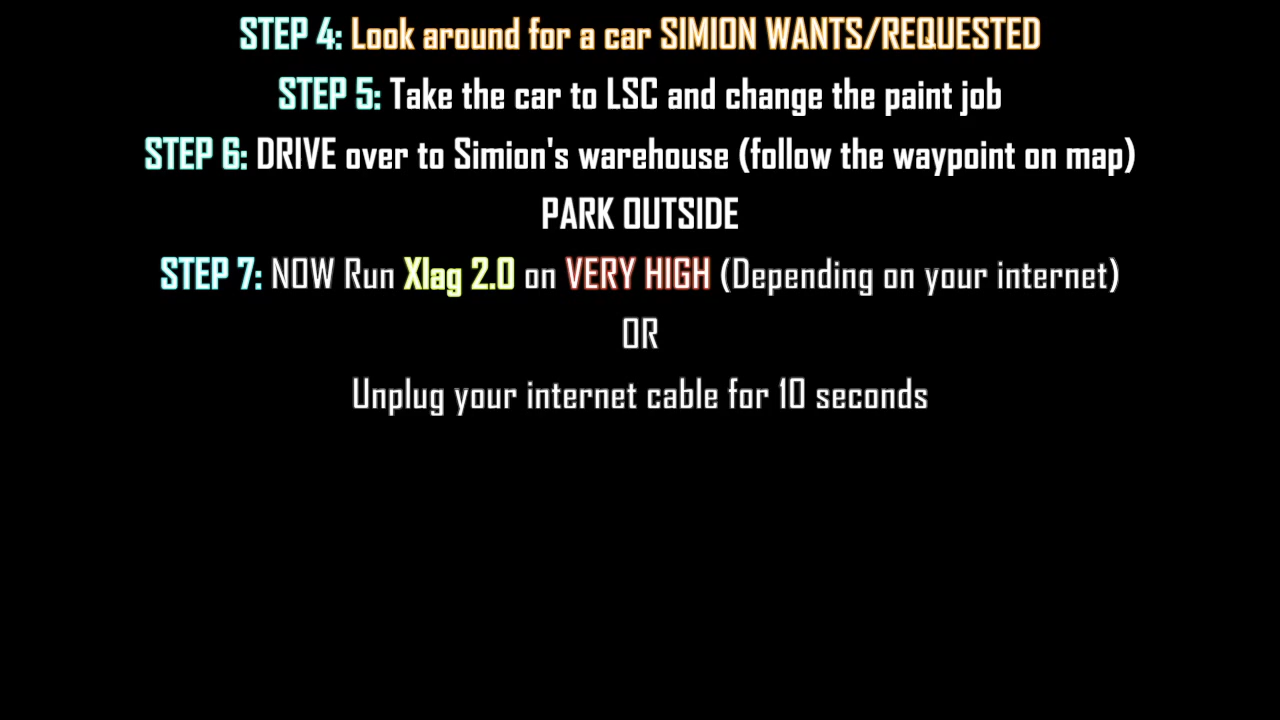 STEP 4: Look around for a car SIMION WANTS/REQUESTED
STEP 5: Take the car to LSC and change the paint job
STEP 6: DRIVE over to Simion's warehouse (follow the waypoint on map)
PARK OUTSIDE
STEP 7: NOW Run Xlag 2.0 on VERY HIGH (Depending on your internet)
OR
Unplug your internet cable for 10 seconds